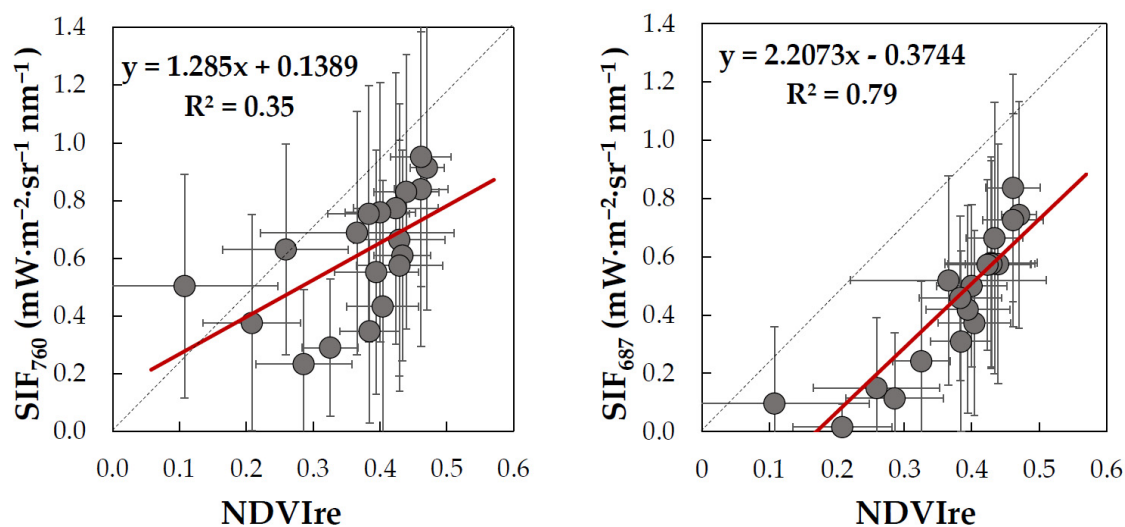 y = 1.285x + 0.1389
R² = 0.35
SIF₇₆₀ (mW·m⁻²·sr⁻¹ nm⁻¹)
1.4
1.2
1.0
0.8
0.6
0.4
0.2
0.0
0.0 0.1 0.2 0.3 0.4 0.5 0.6
NDVIre
y = 2.2073x - 0.3744
R² = 0.79
SIF₆₈₇ (mW·m⁻²·sr⁻¹ nm⁻¹)
1.4
1.2
1.0
0.8
0.6
0.4
0.2
0.0
0 0.1 0.2 0.3 0.4 0.5 0.6
NDVIre